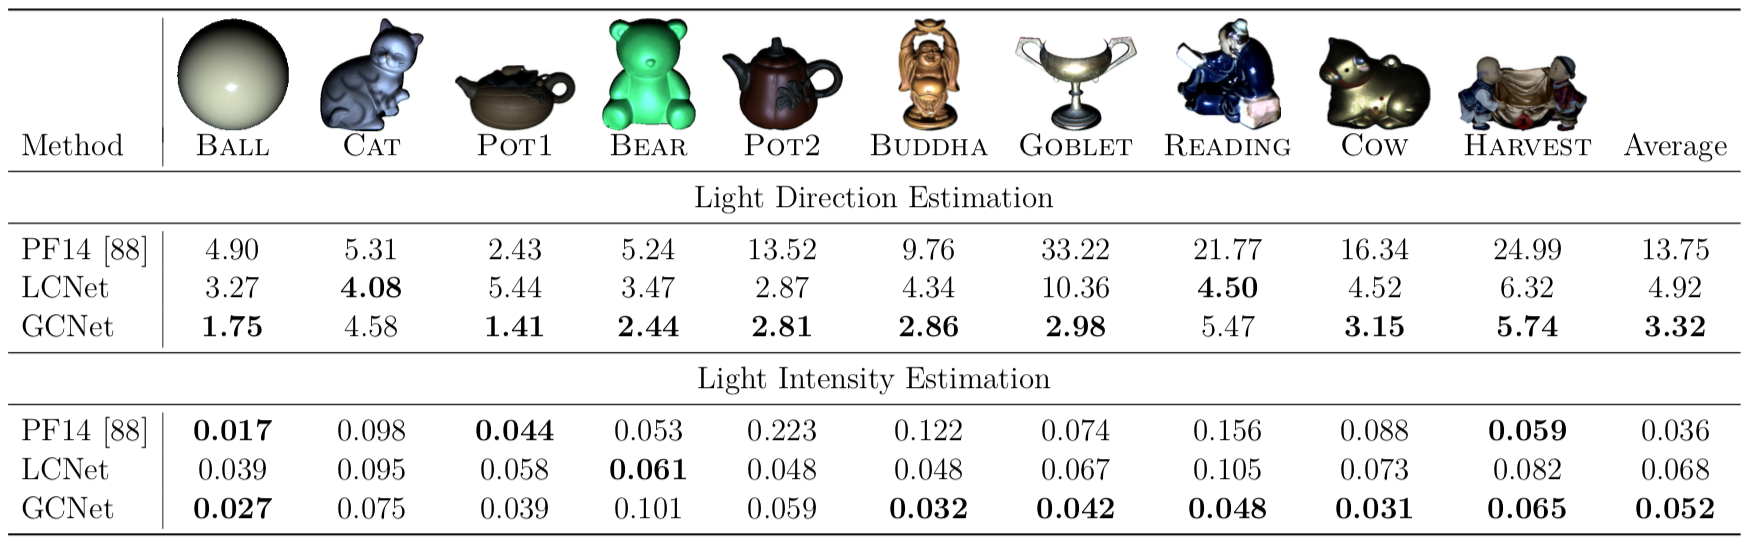 Method BALL CAT POT1 BEAR POT2 BUDDHA GOBLET READING COW HARVEST Average
Light Direction Estimation
PF14 [88] 4.90 5.31 2.43 5.24 13.52 9.76 33.22 21.77 16.34 24.99 13.75
LCNet 3.27 4.08 5.44 3.47 2.87 4.34 10.36 4.50 4.52 6.32 4.92
GCNet 1.75 4.58 1.41 2.44 2.81 2.86 2.98 5.47 3.15 5.74 3.32
Light Intensity Estimation
PF14 [88] 0.017 0.098 0.044 0.053 0.223 0.122 0.074 0.156 0.088 0.059 0.036
LCNet 0.039 0.095 0.058 0.061 0.048 0.048 0.067 0.105 0.073 0.082 0.068
GCNet 0.027 0.075 0.039 0.101 0.059 0.032 0.042 0.048 0.031 0.065 0.052